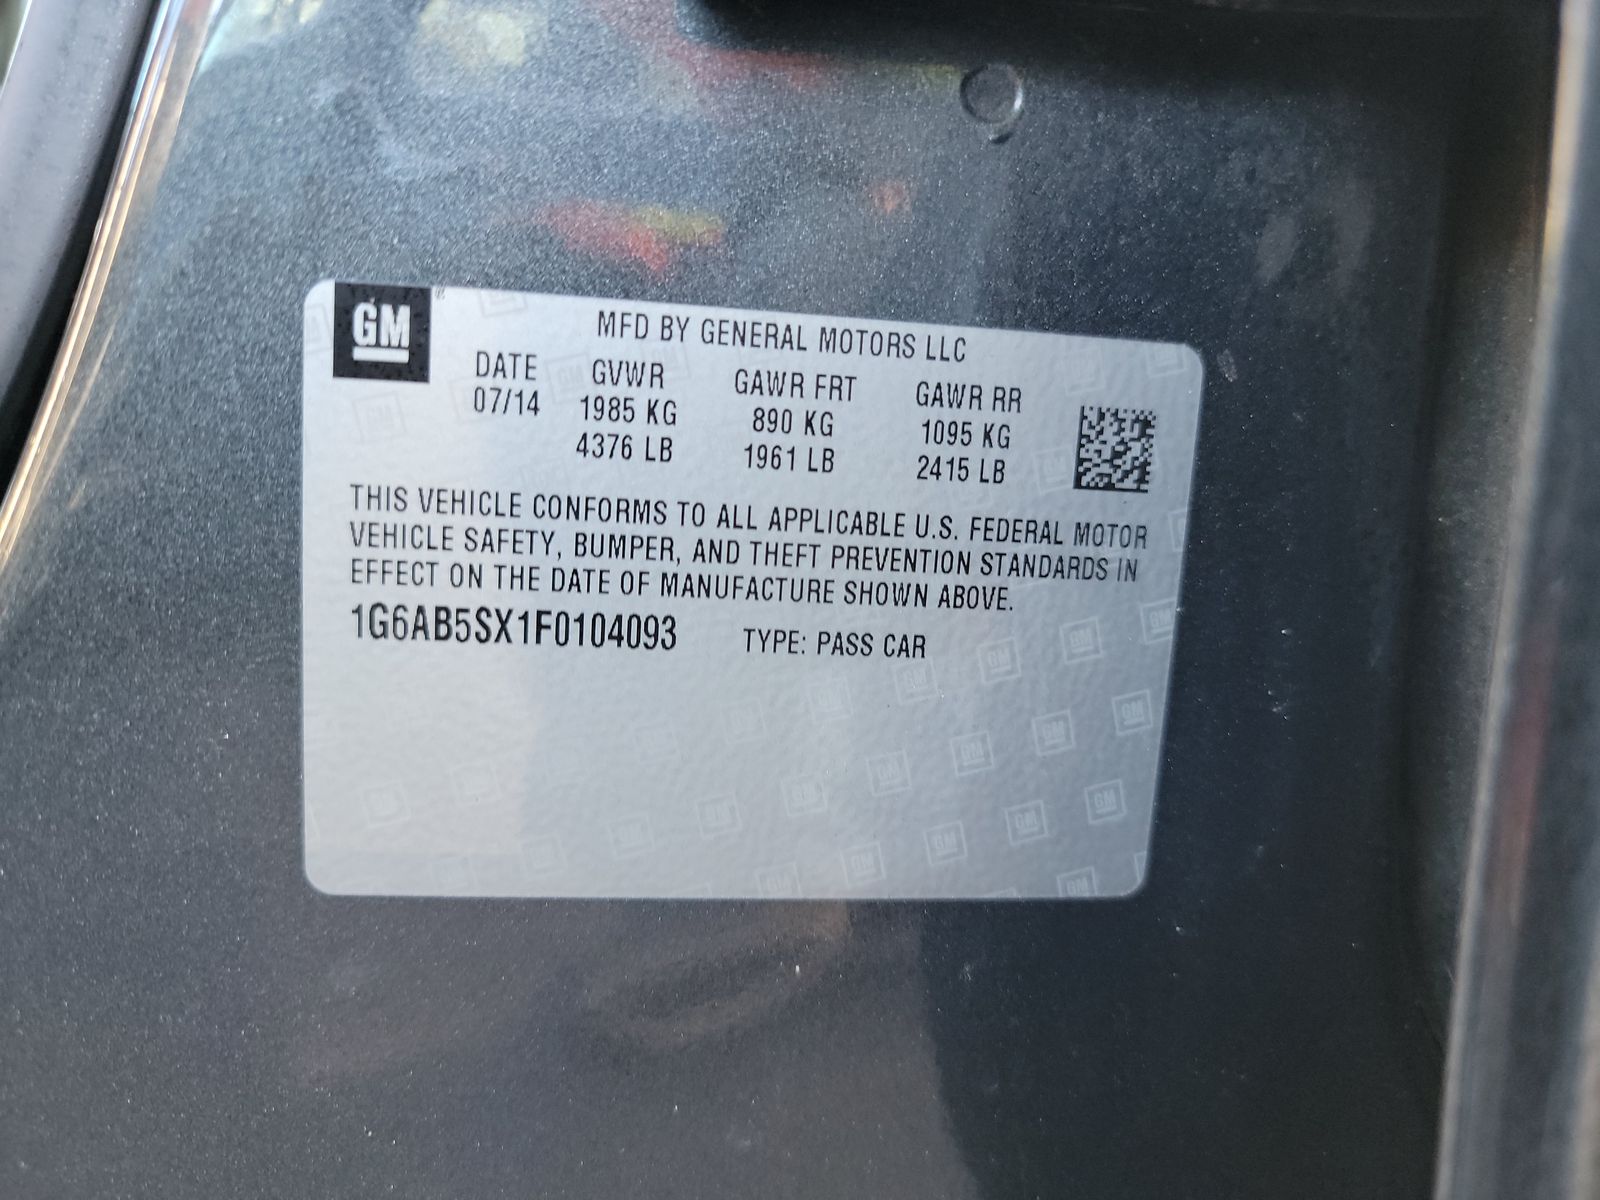 GM
MFD BY GENERAL MOTORS LLC
DATE GVWR GAWR FRT GAWR RR
07/14 1985 KG 890 KG 1095 KG
4376 LB 1961 LB 2415 LB
THIS VEHICLE CONFORMS TO ALL APPLICABLE U.S. FEDERAL MOTOR
VEHICLE SAFETY, BUMPER, AND THEFT PREVENTION STANDARDS IN
EFFECT ON THE DATE OF MANUFACTURE SHOWN ABOVE.
1G6AB5SX1F0104093 TYPE: PASS CAR